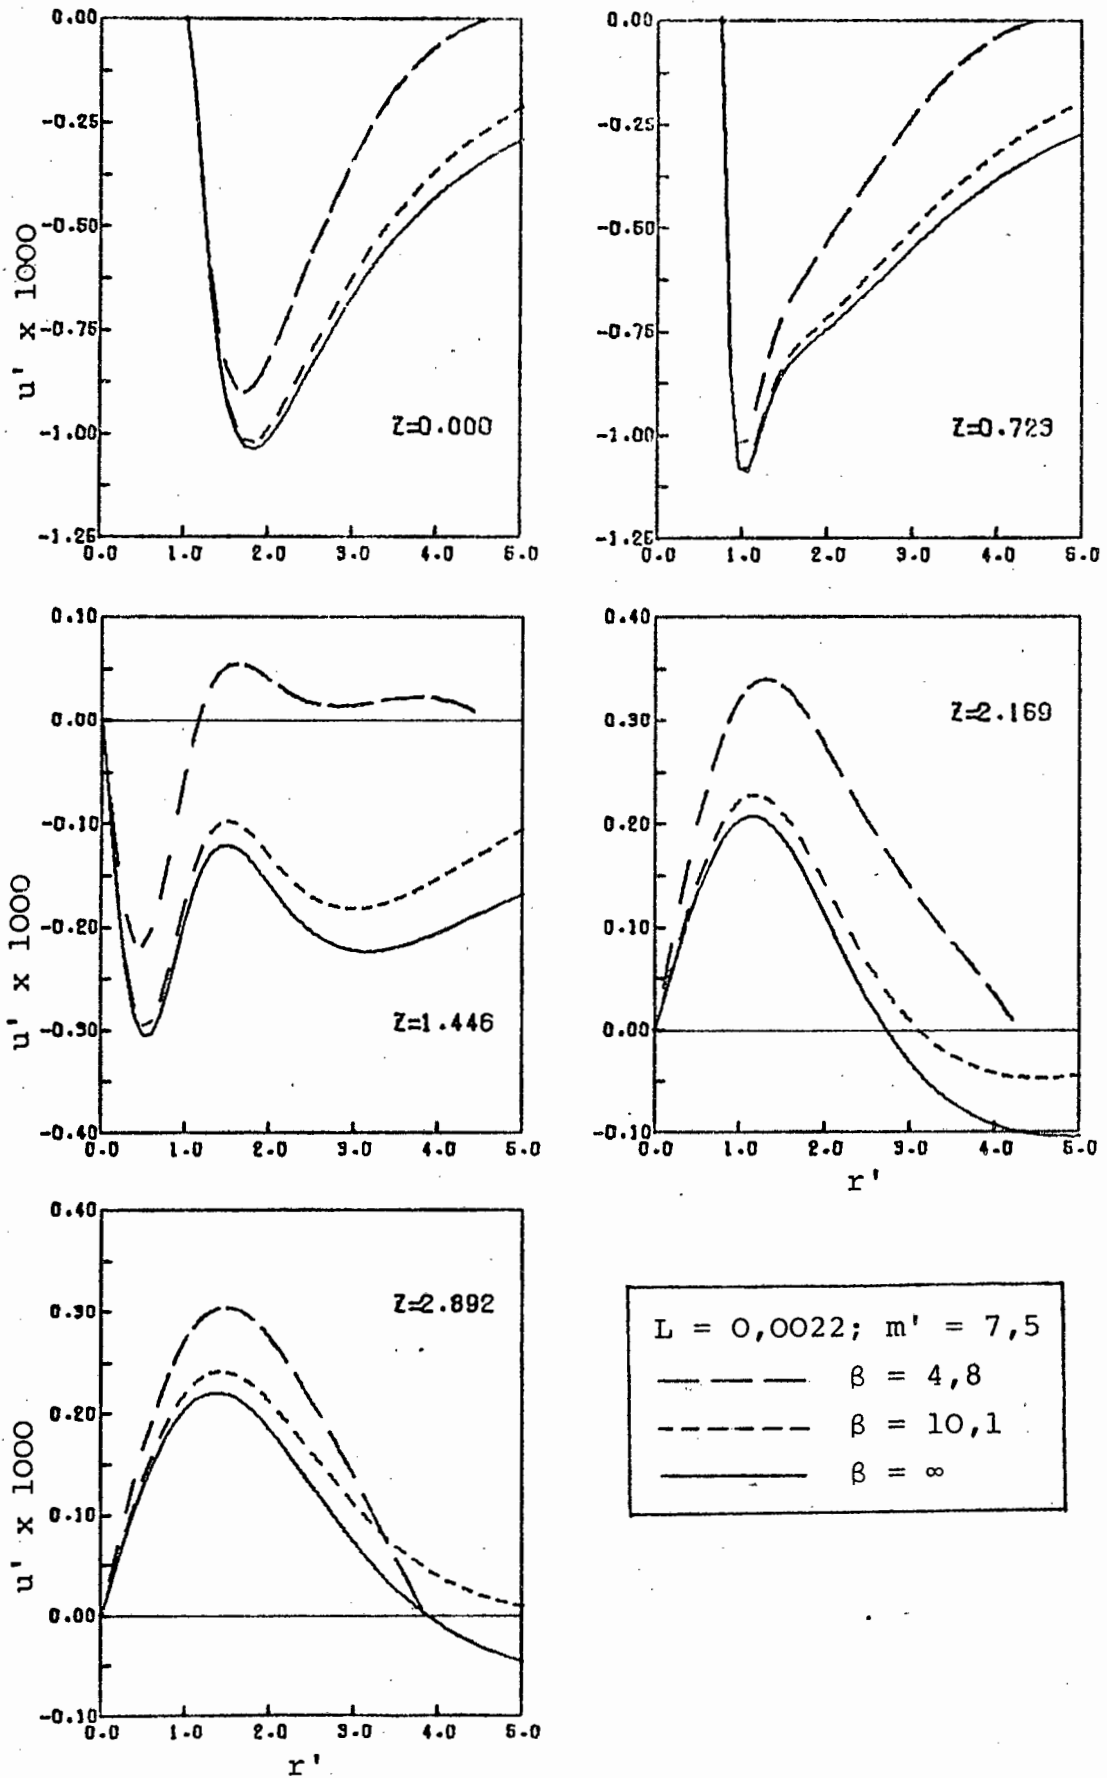 0.00
-0.25
-0.50
-0.75
-1.00
-1.25
u' x 1000
Z=0.000
0.0 1.0 2.0 3.0 4.0 5.0
0.00
-0.25
-0.50
-0.75
-1.00
-1.25
Z=0.723
0.0 1.0 2.0 3.0 4.0 5.0
0.10
0.00
-0.10
-0.20
-0.30
-0.40
u' x 1000
Z=1.446
0.0 1.0 2.0 3.0 4.0 5.0
0.40
0.30
0.20
0.10
0.00
-0.10
Z=2.169
0.0 1.0 2.0 3.0 4.0 5.0
r'
0.40
0.30
0.20
0.10
0.00
-0.10
u' x 1000
Z=2.892
0.0 1.0 2.0 3.0 4.0 5.0
r'
L = 0,0022; m' = 7,5
β = 4,8
β = 10,1
β = ∞